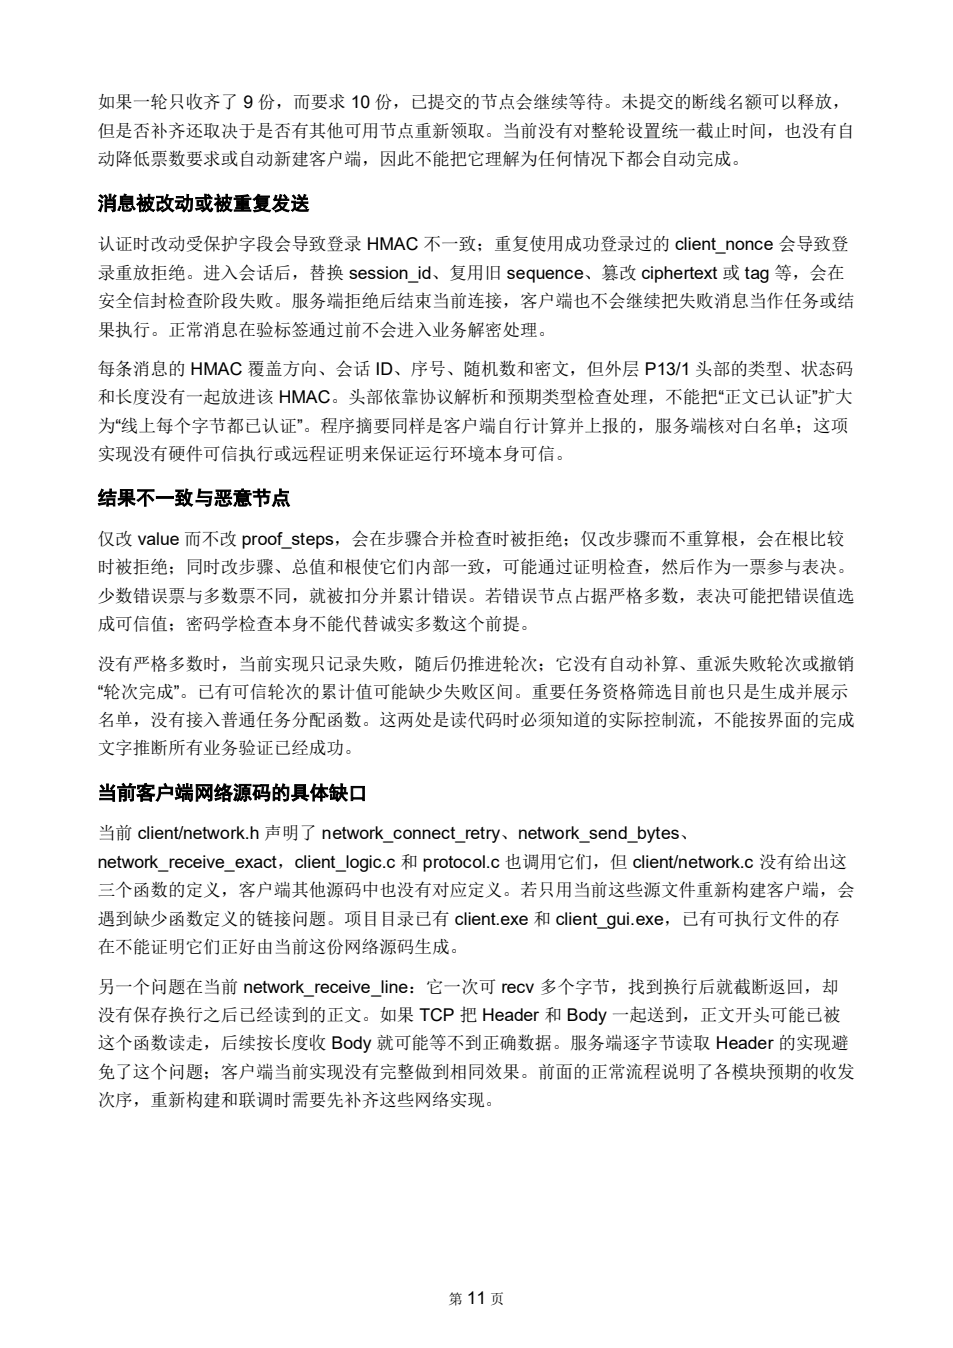 如果一轮只收齐了 9 份，而要求 10 份，已提交的节点会继续等待。未提交的断线名额可以释放，
但是否补齐还取决于是否有其他可用节点重新领取。当前没有对整轮设置统一截止时间，也没有自
动降低票数要求或自动新建客户端，因此不能把它理解为任何情况下都会自动完成。
消息被改动或被重复发送
认证时改动受保护字段会导致登录 HMAC 不一致；重复使用成功登录过的 client_nonce 会导致登
录重放拒绝。进入会话后，替换 session_id、复用旧 sequence、篡改 ciphertext 或 tag 等，会在
安全信封检查阶段失败。服务端拒绝后结束当前连接，客户端也不会继续把失败消息当作任务或结
果执行。正常消息在验标签通过前不会进入业务解密处理。
每条消息的 HMAC 覆盖方向、会话 ID、序号、随机数和密文，但外层 P13/1 头部的类型、状态码
和长度没有一起放进该 HMAC。头部依靠协议解析和预期类型检查处理，不能把“正文已认证”扩大
为“线上每个字节都已认证”。程序摘要同样是客户端自行计算并上报的，服务端核对白名单；这项
实现没有硬件可信执行或远程证明来保证运行环境本身可信。
结果不一致与恶意节点
仅改 value 而不改 proof_steps，会在步骤合并检查时被拒绝；仅改步骤而不重算根，会在根比较
时被拒绝；同时改步骤、总值和根使它们内部一致，可能通过证明检查，然后作为一票参与表决。
少数错误票与多数票不同，就被扣分并累计错误。若错误节点占据严格多数，表决可能把错误值选
成可信值；密码学检查本身不能代替诚实多数这个前提。
没有严格多数时，当前实现只记录失败，随后仍推进轮次；它没有自动补算、重派失败轮次或撤销
“轮次完成”。已有可信轮次的累计值可能缺少失败区间。重要任务资格筛选目前也只是生成并展示
名单，没有接入普通任务分配函数。这两处是读代码时必须知道的实际控制流，不能按界面的完成
文字推断所有业务验证已经成功。
当前客户端网络源码的具体缺口
当前 client/network.h 声明了 network_connect_retry、network_send_bytes、
network_receive_exact，client_logic.c 和 protocol.c 也调用它们，但 client/network.c 没有给出这
三个函数的定义，客户端其他源码中也没有对应定义。若只用当前这些源文件重新构建客户端，会
遇到缺少函数定义的链接问题。项目目录已有 client.exe 和 client_gui.exe，已有可执行文件的存
在不能证明它们正好由当前这份网络源码生成。
另一个问题在当前 network_receive_line：它一次可 recv 多个字节，找到换行后就截断返回，却
没有保存换行之后已经读到的正文。如果 TCP 把 Header 和 Body 一起送到，正文开头可能已被
这个函数读走，后续按长度收 Body 就可能等不到正确数据。服务端逐字节读取 Header 的实现避
免了这个问题；客户端当前实现没有完整做到相同效果。前面的正常流程说明了各模块预期的收发
次序，重新构建和联调时需要先补齐这些网络实现。
第 11 页